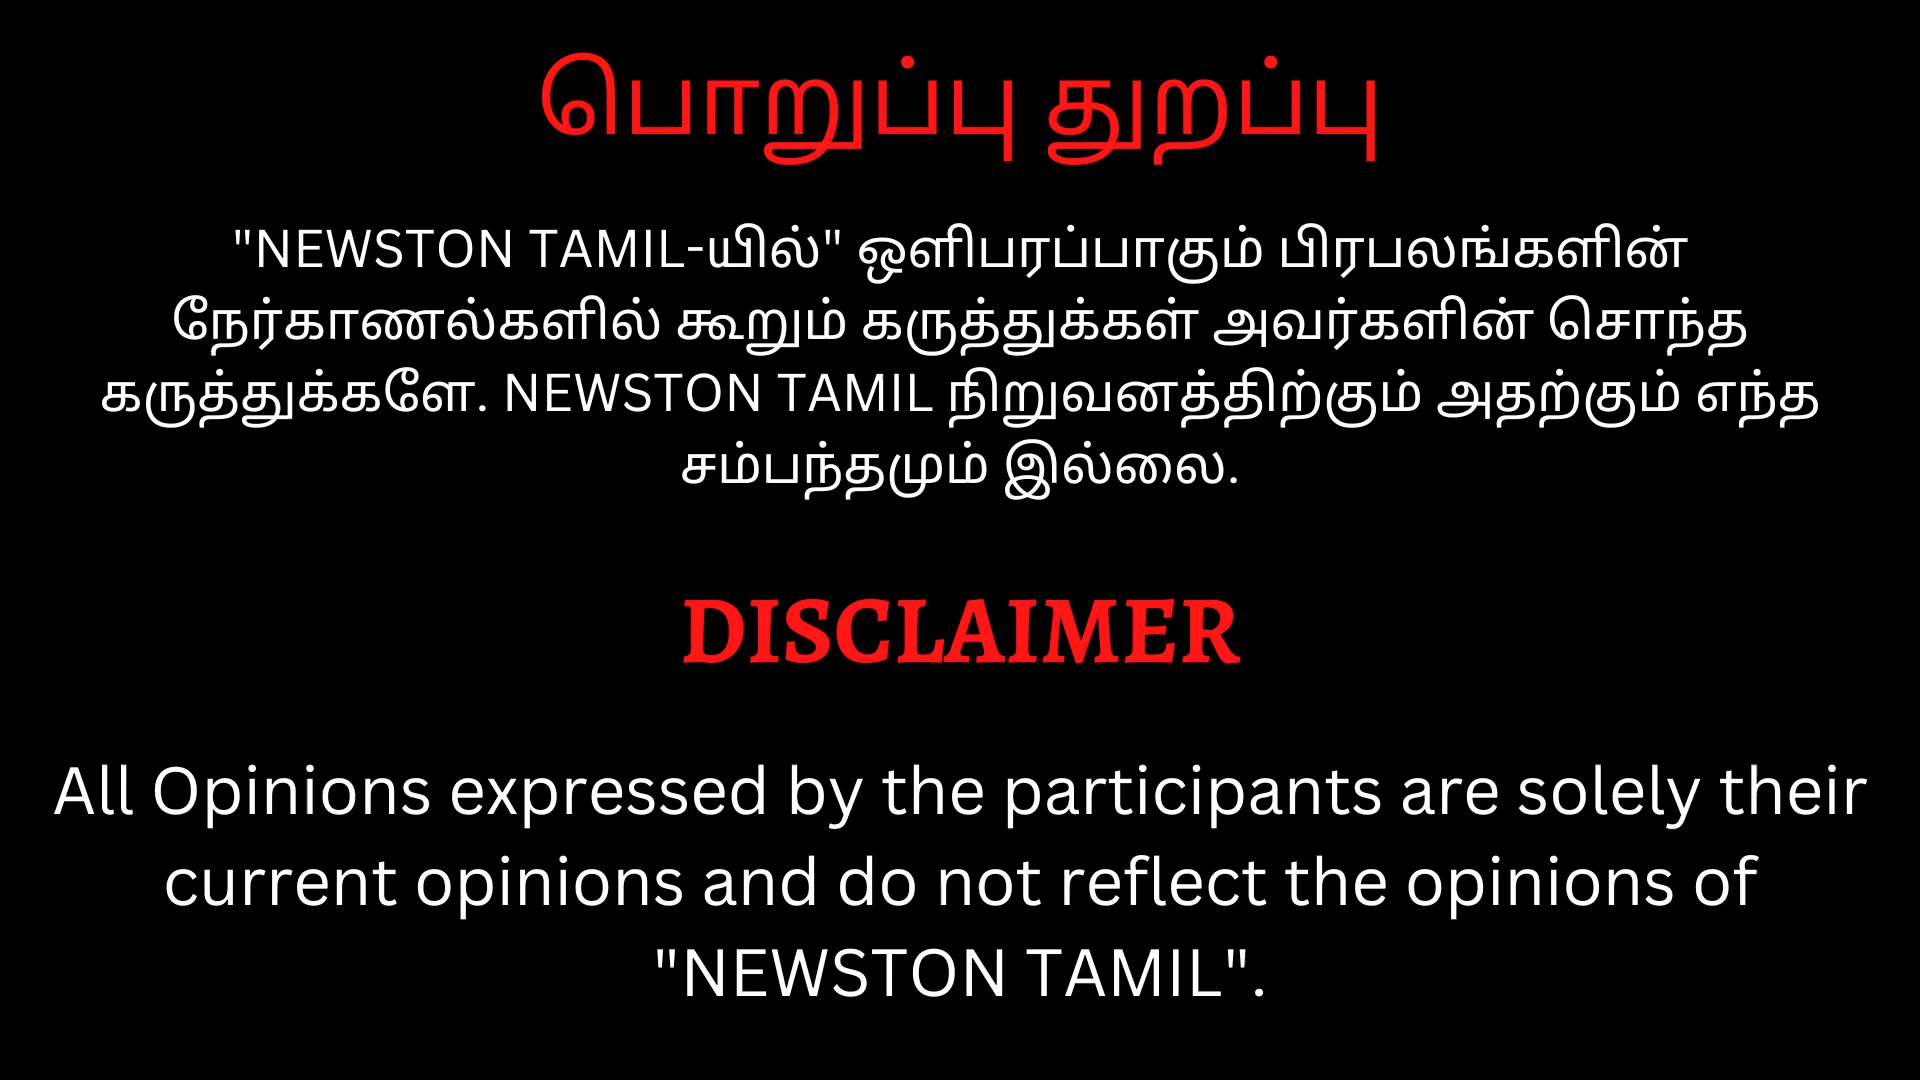 பொறுப்பு துறப்பு
"NEWSTON TAMIL-யில்" ஒளிபரப்பாகும் பிரபலங்களின்
நேர்காணல்களில் கூறும் கருத்துக்கள் அவர்களின் சொந்த
கருத்துக்களே. NEWSTON TAMIL நிறுவனத்திற்கும் அதற்கும் எந்த
சம்பந்தமும் இல்லை.
DISCLAIMER
All Opinions expressed by the participants are solely their
current opinions and do not reflect the opinions of
"NEWSTON TAMIL".